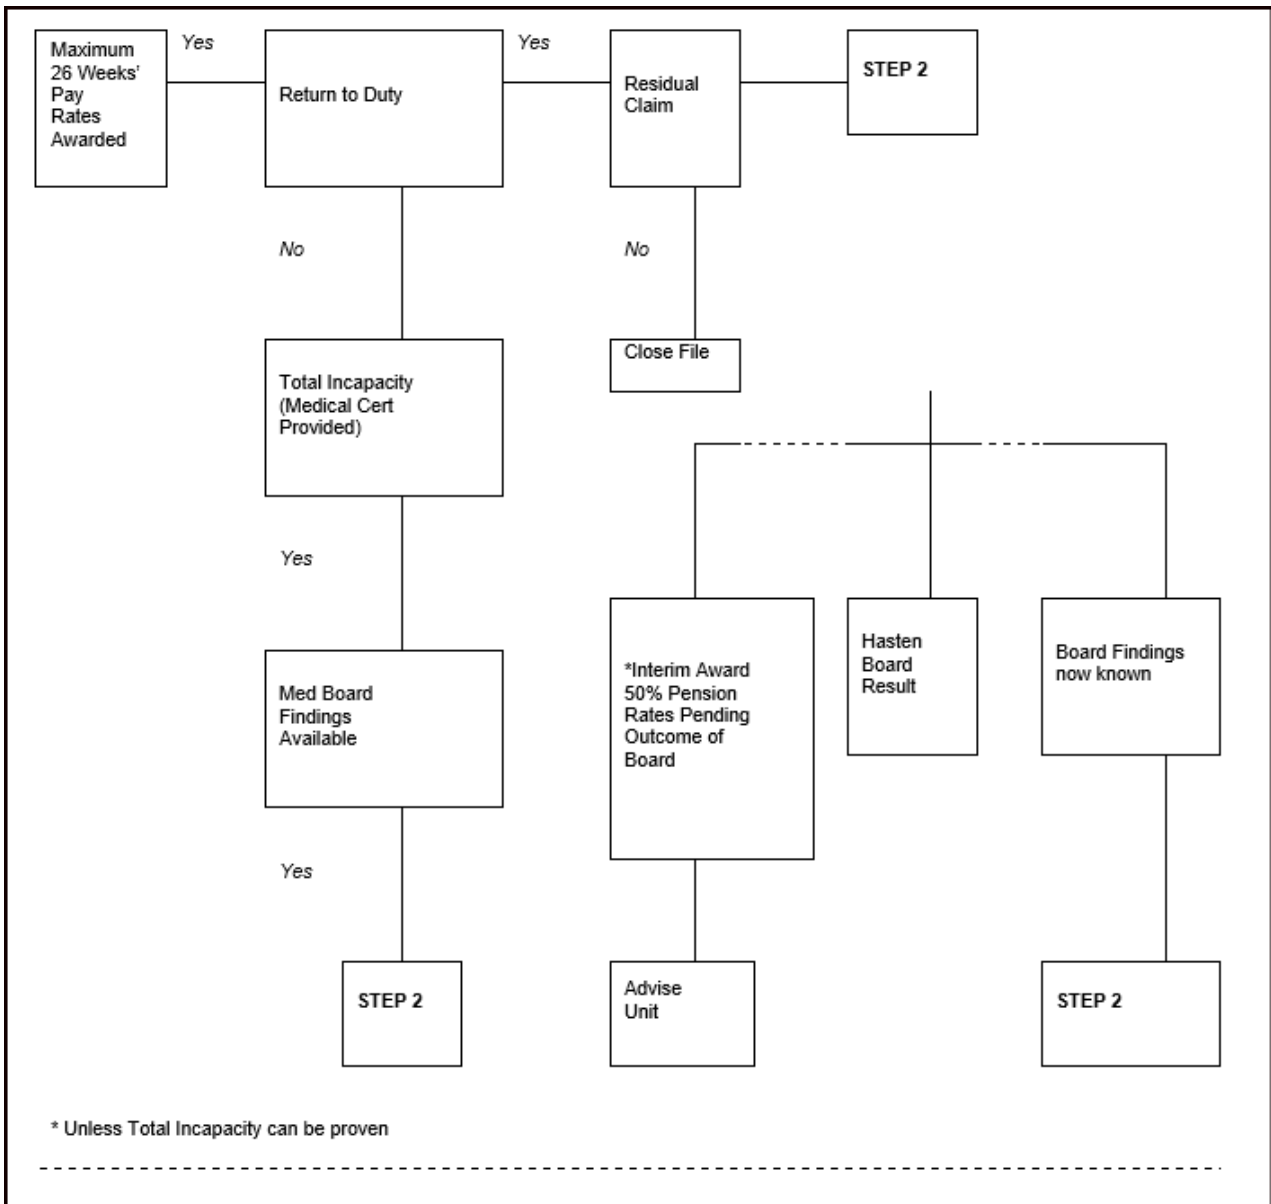 Maximum
26 Weeks'
Pay
Rates
Awarded
Yes
Return to Duty
Yes
Residual
Claim
STEP 2
No
No
Close File
Total Incapacity
(Medical Cert
Provided)
Yes
Med Board
Findings
Available
*Interim Award
50% Pension
Rates Pending
Outcome of
Board
Hasten
Board
Result
Board Findings
now known
Yes
STEP 2
Advise
Unit
STEP 2
* Unless Total Incapacity can be proven